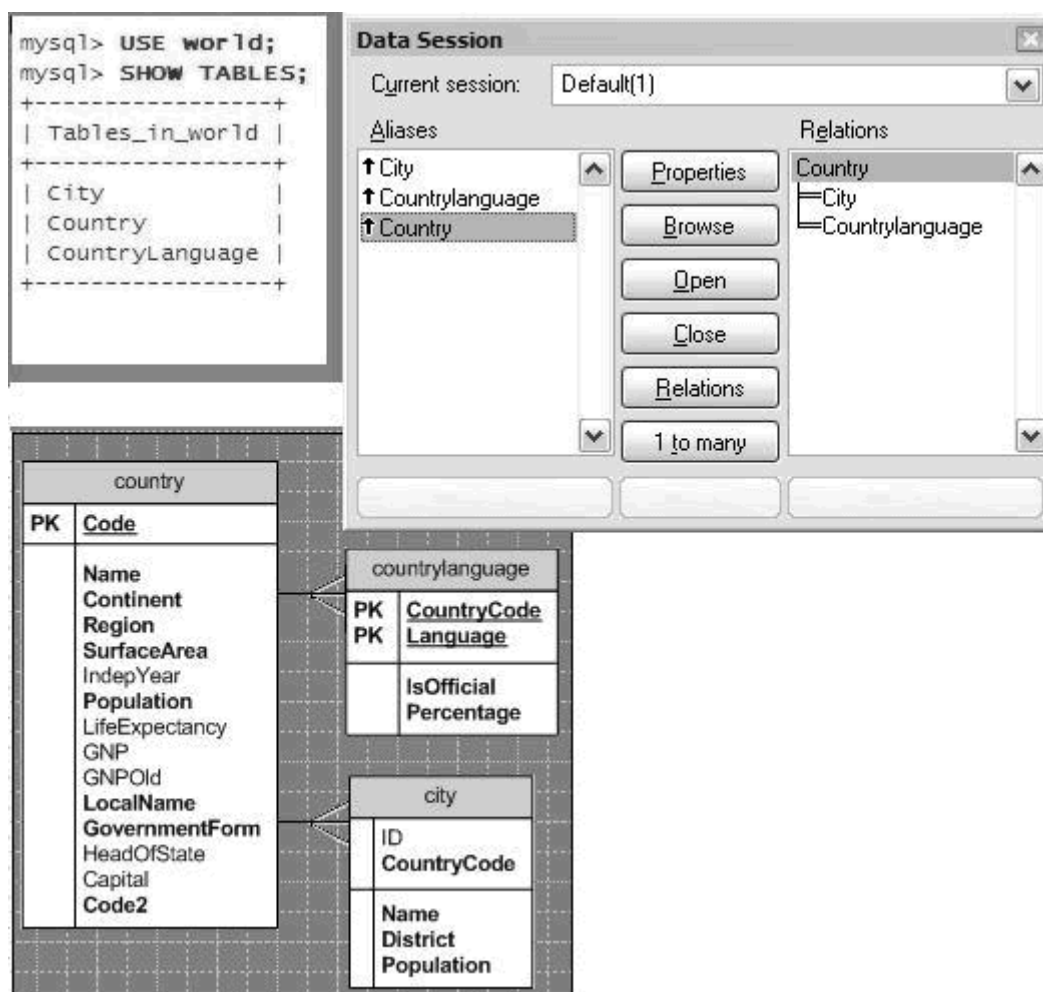 mysql> USE world;
mysql> SHOW TABLES;
+-----------------+
| Tables_in_world |
+-----------------+
| City |
| Country |
| CountryLanguage |
+-----------------+
Data Session
Current session: Default(1)
Aliases
Relations
City
Countrylanguage
Country
Properties
Browse
Open
Close
Relations
1 to many
Country
City
Countrylanguage
country
PK Code
Name
Continent
Region
SurfaceArea
IndepYear
Population
LifeExpectancy
GNP
GNPOld
LocalName
GovernmentForm
HeadOfState
Capital
Code2
countrylanguage
PK CountryCode
PK Language
IsOfficial
Percentage
city
ID
CountryCode
Name
District
Population